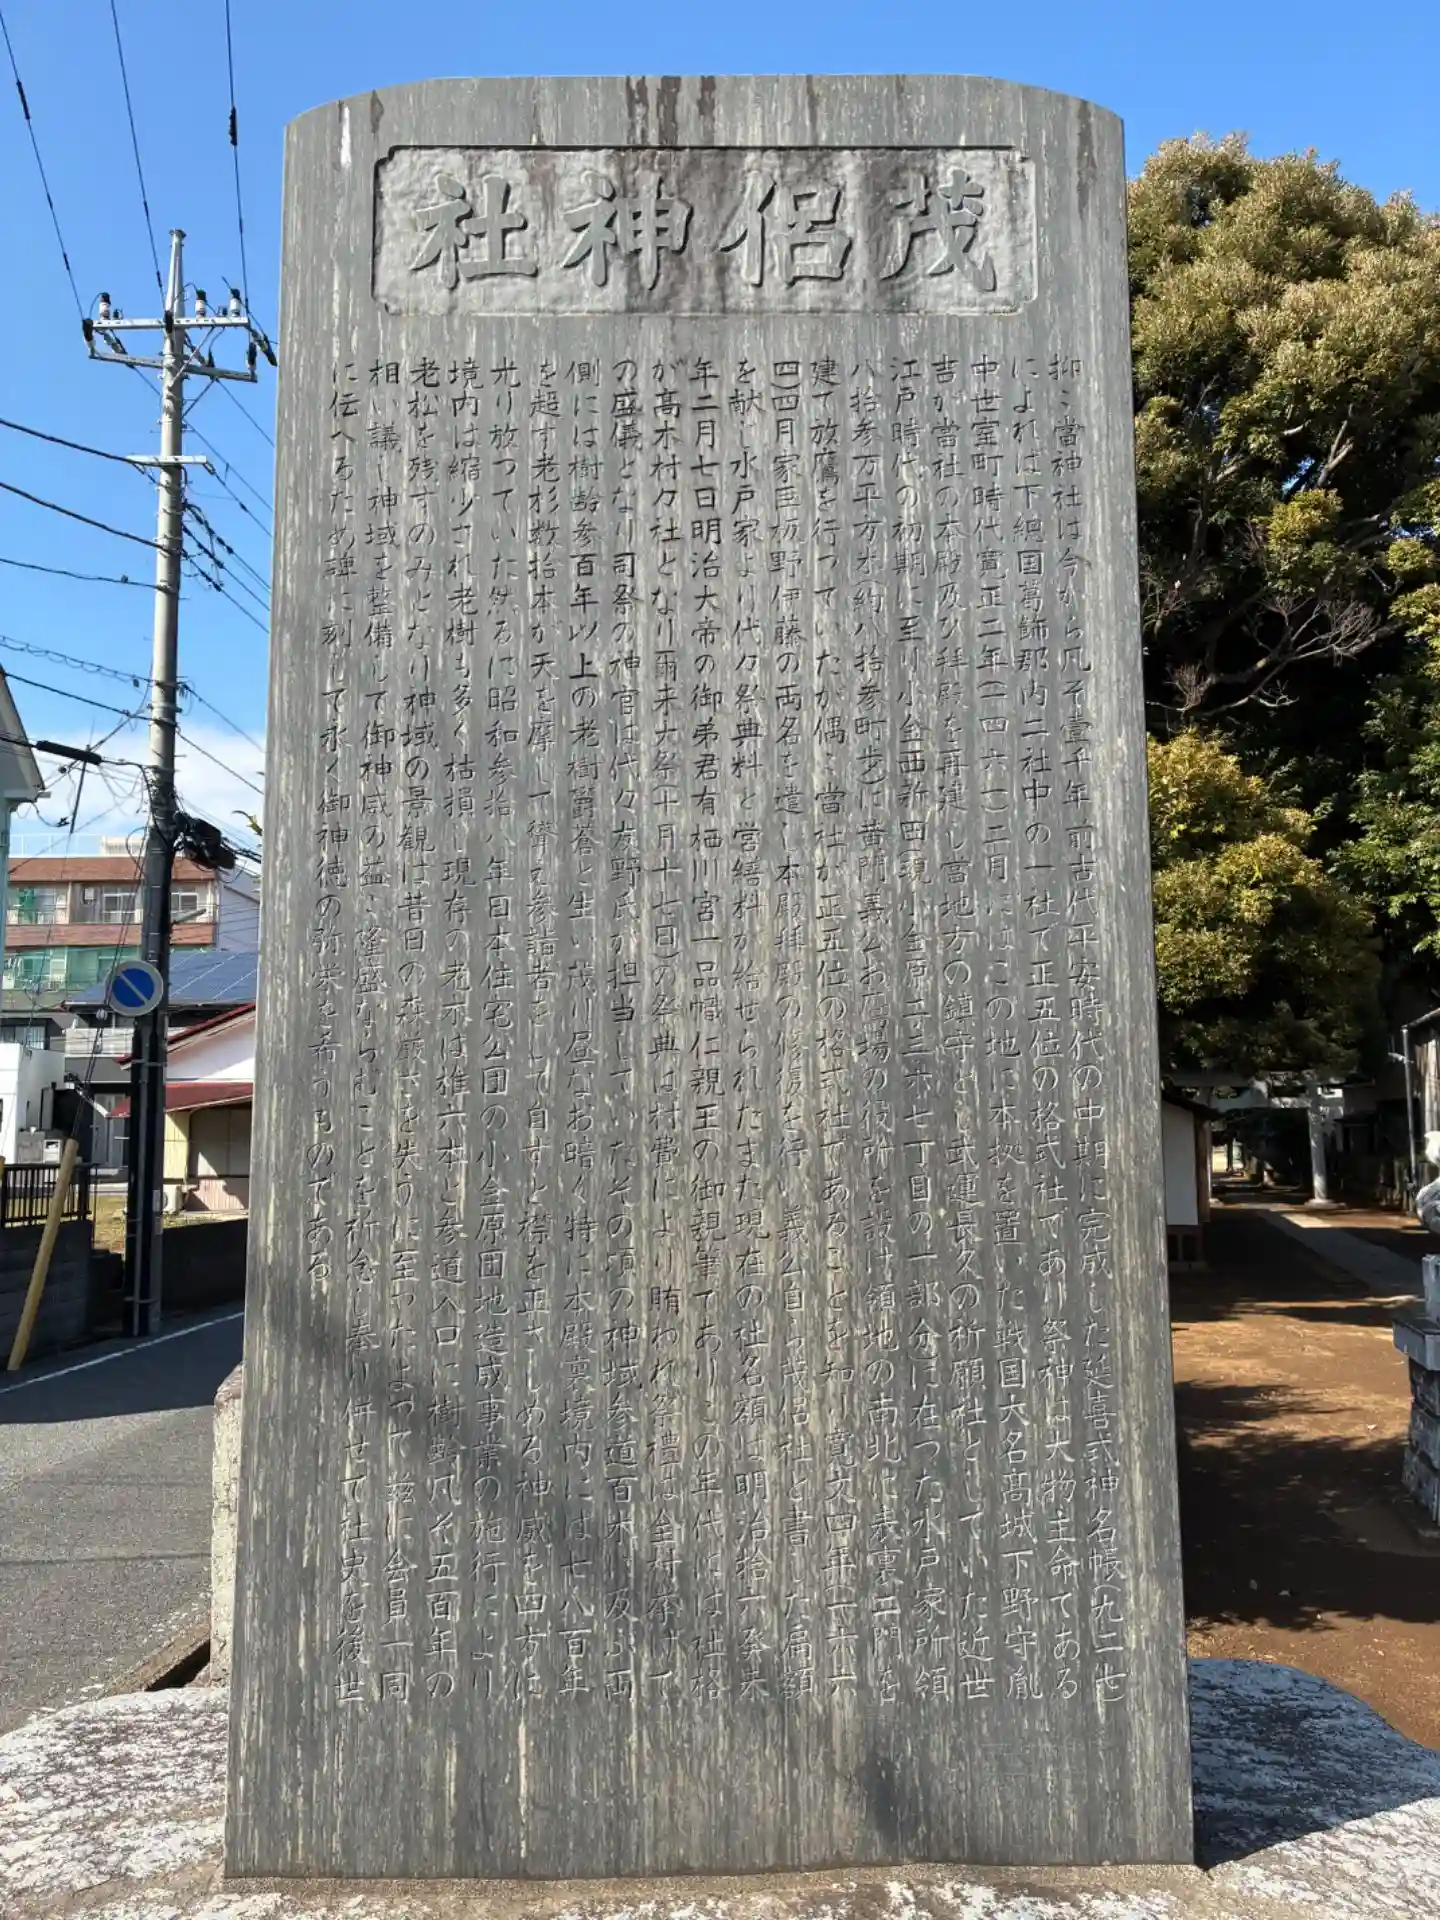 茂侶神社
抑〻當神社は今から凡そ壹千年前古代平安時代の中期に完成した延喜式神名帳(九二七)
によれば下總国葛飾郡内二社中の一社で正五位の格式社であり祭神は大物主命である
中世室町時代寛正二年(一四六一)二月にはこの地に本拠を置いた戦国大名髙城下野守胤
吉が當社の本殿及び拜殿を再建し當地方の鎮守とし武運長久の祈願社としていた近世
江戸時代の初期に至り小金西新田(現小金原二・三・六・七丁目の一部分)に在つた水戸家所領
八拾参万平方米(約八拾参町歩)に黄門義公お鷹場の役所を設け領地の南北に表裏二門を
建て放鷹を行つていたが偶〻當社が正五位の格式社であることを知り寛文四年(一六六
四)四月家臣板野伊藤の両名を遣し本殿拜殿の修復を行い義公自ら茂侶社と書した扁額
を献じ水戸家より代々祭典料と営繕料が給せられたまた現在の社名額は明治拾六癸未
年二月七日明治大帝の御弟君有栖川宮一品幟仁親王の御親筆でありこの年代には社格
が髙木村々社となり爾来大祭(十月十七日)の祭典は村費により賄われ祭禮は全村挙げて
の盛儀となり司祭の神官は代々友野氏が担当していたその頃の神域参道百米に及ぶ両
側には樹齢参百年以上の老樹欝蒼と生い茂り昼なお暗く特に本殿裏境内には七八百年
を超す老杉数拾本が天を摩して聳え参詣者をして自ずと襟を正さしめる神威を四方に
光り放つていた然るに昭和参拾八年日本住宅公団の小金原団地造成事業の施行により
境内は縮少され老樹も多く枯損し現存の老木は椎六本と参道入口に樹齢凡そ五百年の
老松を残すのみとなり神域の景観は昔日の森厳さを失うに至つたよつて茲に会員一同
相い議し神域を整備して御神威の益〻隆盛ならむことを祈念し奉り併せて社史を後世
に伝へるため碑に刻して永く御神徳の弥栄を希うものである